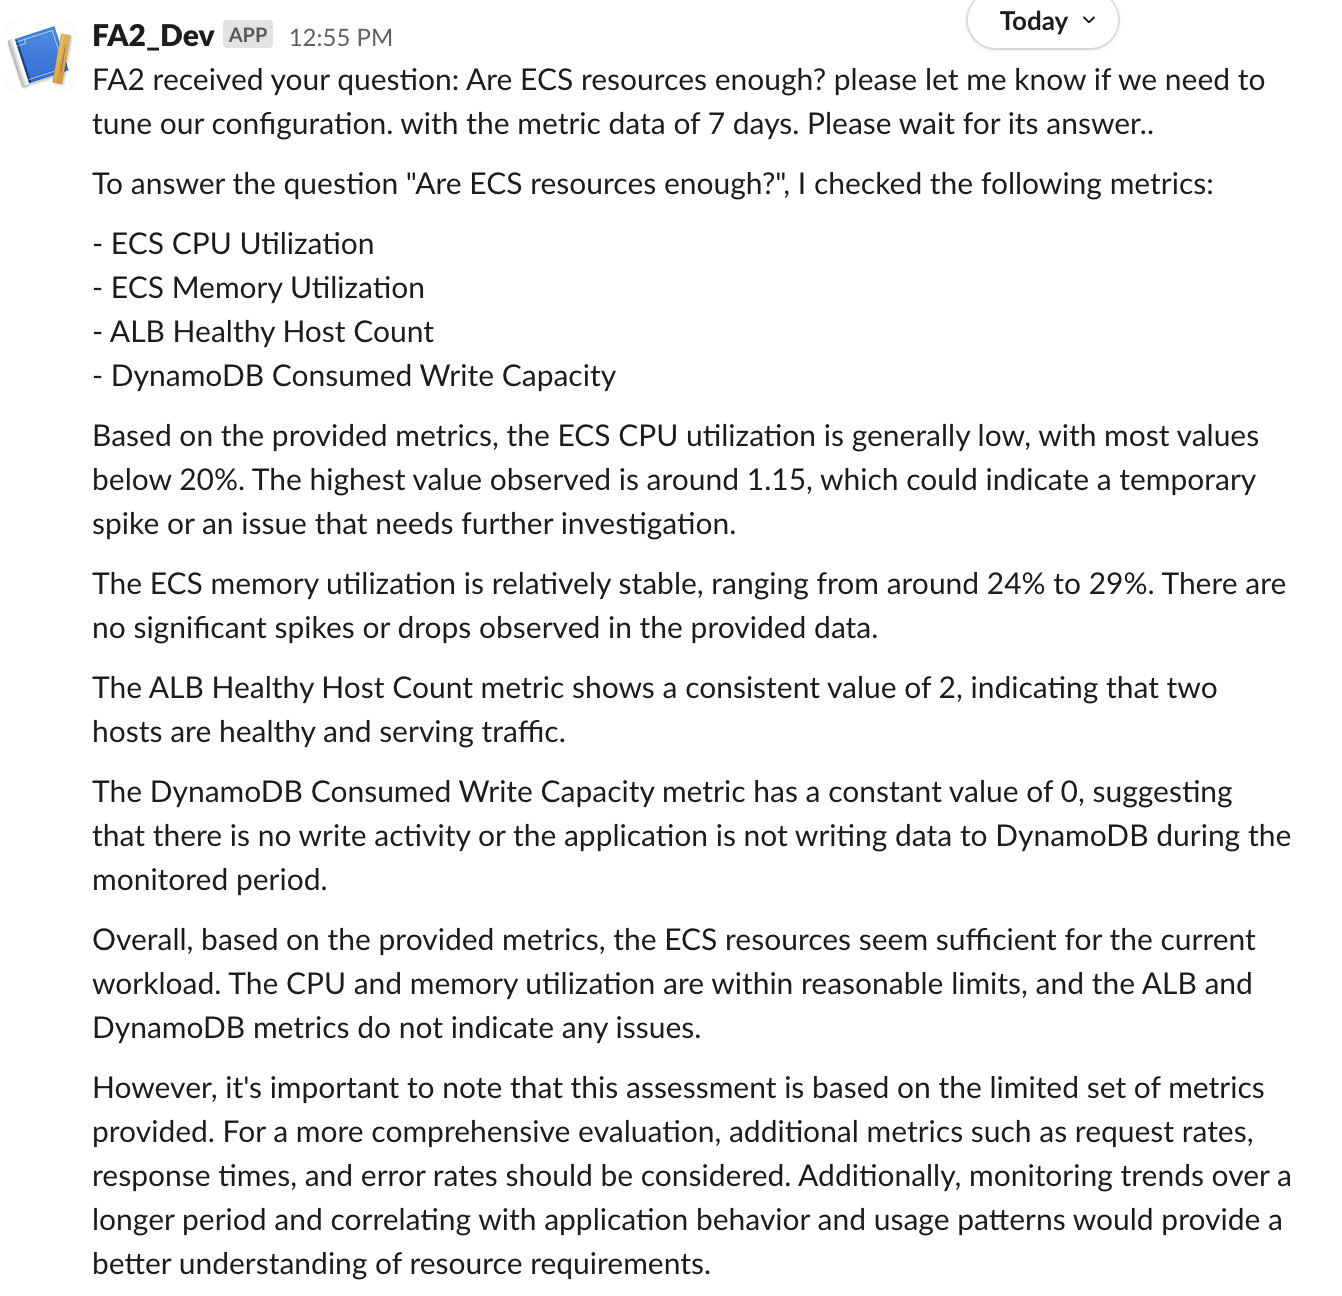 FA2_Dev APP 12:55 PM
Today
FA2 received your question: Are ECS resources enough? please let me know if we need to
tune our configuration. with the metric data of 7 days. Please wait for its answer..
To answer the question "Are ECS resources enough?", I checked the following metrics:
- ECS CPU Utilization
- ECS Memory Utilization
- ALB Healthy Host Count
- DynamoDB Consumed Write Capacity
Based on the provided metrics, the ECS CPU utilization is generally low, with most values
below 20%. The highest value observed is around 1.15, which could indicate a temporary
spike or an issue that needs further investigation.
The ECS memory utilization is relatively stable, ranging from around 24% to 29%. There are
no significant spikes or drops observed in the provided data.
The ALB Healthy Host Count metric shows a consistent value of 2, indicating that two
hosts are healthy and serving traffic.
The DynamoDB Consumed Write Capacity metric has a constant value of 0, suggesting
that there is no write activity or the application is not writing data to DynamoDB during the
monitored period.
Overall, based on the provided metrics, the ECS resources seem sufficient for the current
workload. The CPU and memory utilization are within reasonable limits, and the ALB and
DynamoDB metrics do not indicate any issues.
However, it's important to note that this assessment is based on the limited set of metrics
provided. For a more comprehensive evaluation, additional metrics such as request rates,
response times, and error rates should be considered. Additionally, monitoring trends over a
longer period and correlating with application behavior and usage patterns would provide a
better understanding of resource requirements.